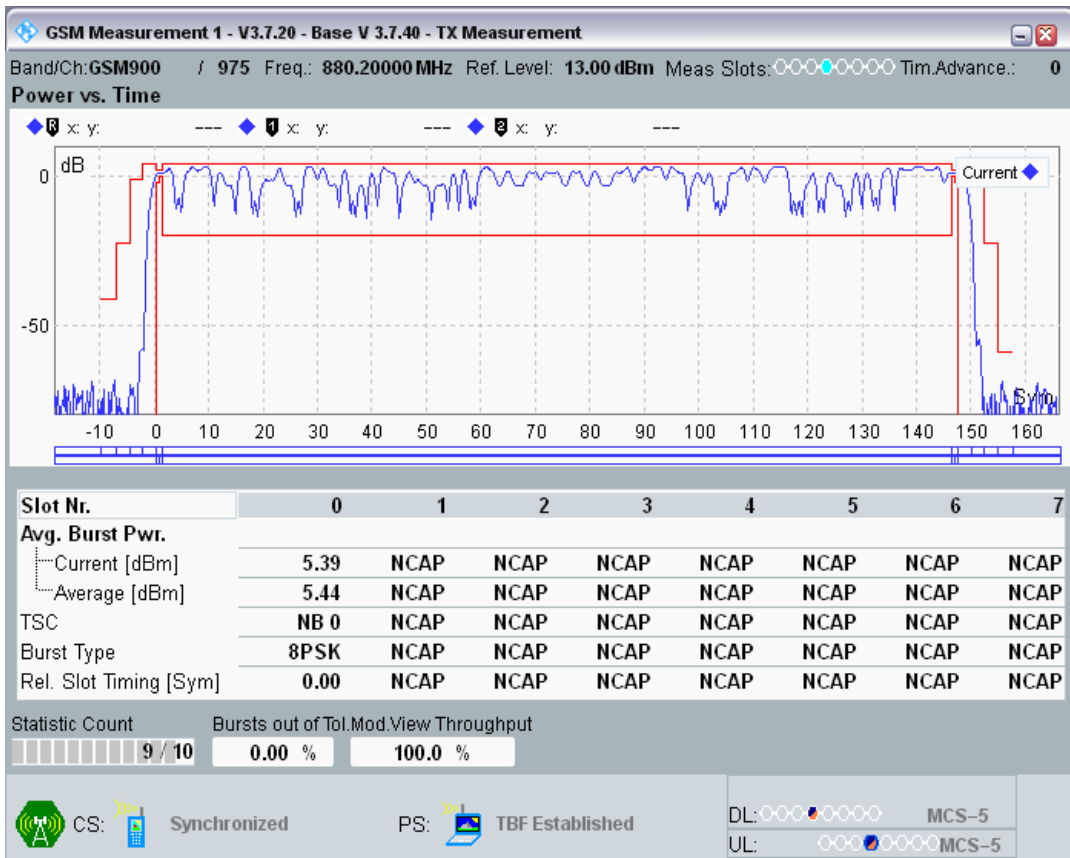 GSM Measurement 1 - V3.7.20 - Base V 3.7.40 - TX Measurement
Band/Ch:GSM900 / 975 Freq.: 880.20000 MHz Ref. Level: 13.00 dBm Meas Slots: Tim.Advance.: 0
Power vs. Time
R x: y: --- 1 x: y: --- 2 x: y: ---
dB
Current
0
-50
Sym
-10 0 10 20 30 40 50 60 70 80 90 100 110 120 130 140 150 160
Slot Nr. 0 1 2 3 4 5 6 7
Avg. Burst Pwr.
Current [dBm] 5.39 NCAP NCAP NCAP NCAP NCAP NCAP NCAP
Average [dBm] 5.44 NCAP NCAP NCAP NCAP NCAP NCAP NCAP
TSC NB 0 NCAP NCAP NCAP NCAP NCAP NCAP NCAP
Burst Type 8PSK NCAP NCAP NCAP NCAP NCAP NCAP NCAP
Rel. Slot Timing [Sym] 0.00 NCAP NCAP NCAP NCAP NCAP NCAP NCAP
Statistic Count Bursts out of Tol.Mod.View Throughput
9 / 10 0.00 % 100.0 %
CS: Synchronized PS: TBF Established DL: MCS-5
UL: MCS-5